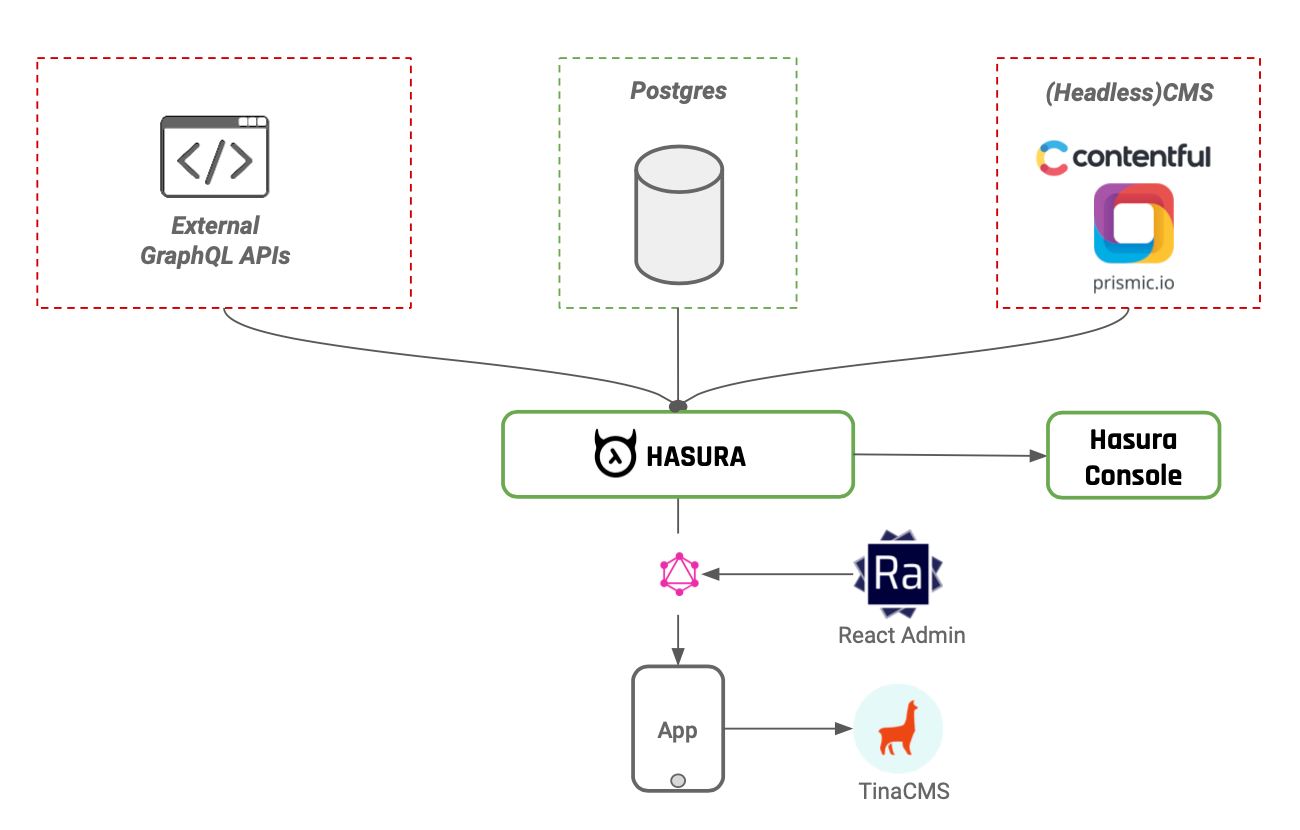 External
GraphQL APIs
Postgres
(Headless)CMS
contentful
prismic.io
HASURA
Hasura
Console
Ra
React Admin
App
TinaCMS